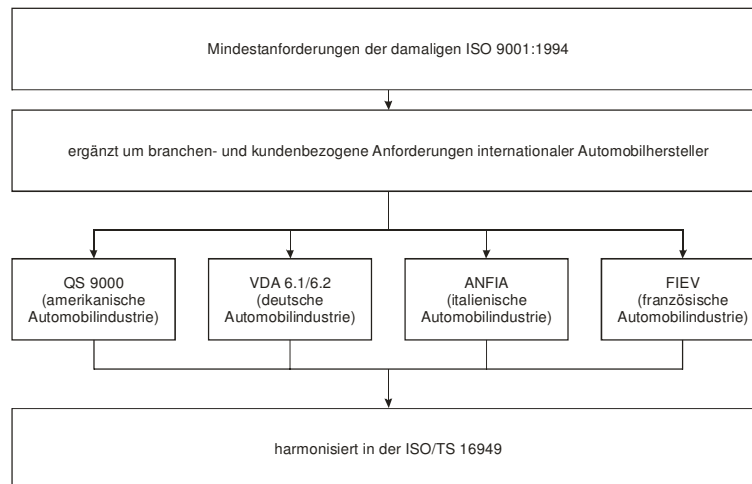 Mindestanforderungen der damaligen ISO 9001:1994
ergänzt um branchen- und kundenbezogene Anforderungen internationaler Automobilhersteller
QS 9000
(amerikanische
Automobilindustrie)
VDA 6.1/6.2
(deutsche
Automobilindustrie)
ANFIA
(italienische
Automobilindustrie)
FIEV
(französische
Automobilindustrie)
harmonisiert in der ISO/TS 16949